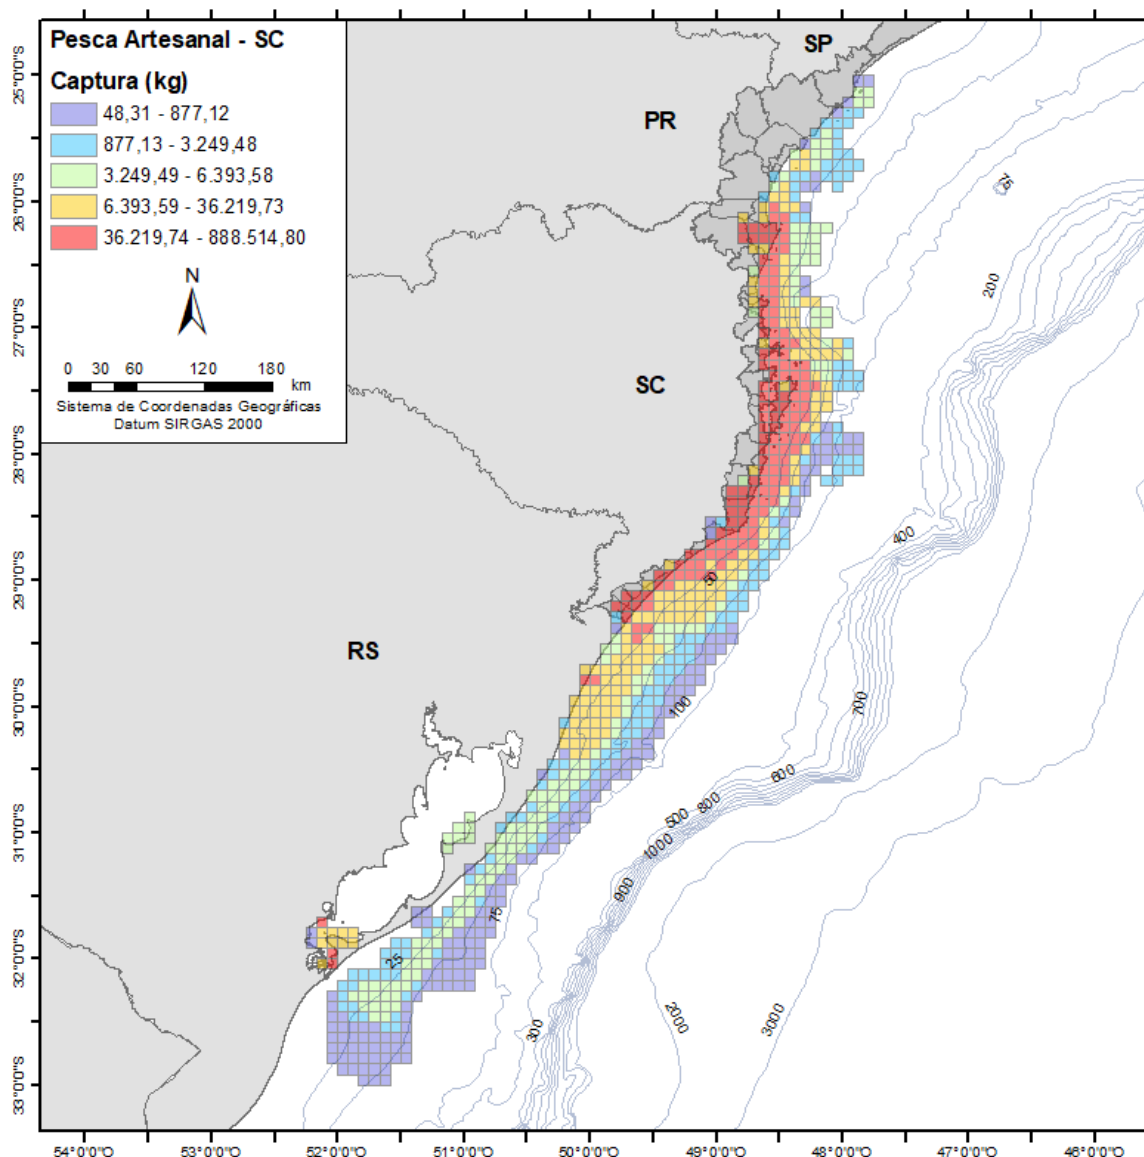 Pesca Artesanal - SC
Captura (kg)
48,31 - 877,12
877,13 - 3.249,48
3.249,49 - 6.393,58
6.393,59 - 36.219,73
36.219,74 - 888.514,80
N
0 30 60 120 180
km
Sistema de Coordenadas Geográficas
Datum SIRGAS 2000
SP
PR
SC
RS
75
200
400
50
700
100
600
800
500
1000
900
75
25
300
2000
3000
25°0'0"S
26°0'0"S
27°0'0"S
28°0'0"S
29°0'0"S
30°0'0"S
31°0'0"S
32°0'0"S
33°0'0"S
54°0'0"O
53°0'0"O
52°0'0"O
51°0'0"O
50°0'0"O
49°0'0"O
48°0'0"O
47°0'0"O
46°0'0"O